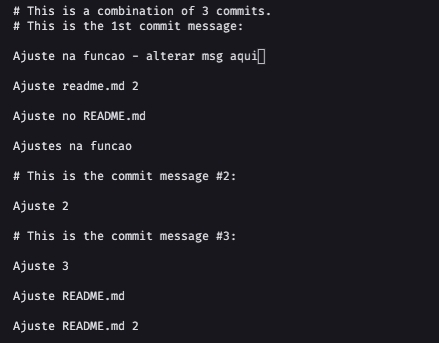 # This is a combination of 3 commits.
# This is the 1st commit message:
Ajuste na funcao - alterar msg aqui
Ajuste readme.md 2
Ajuste no README.md
Ajustes na funcao
# This is the commit message #2:
Ajuste 2
# This is the commit message #3:
Ajuste 3
Ajuste README.md
Ajuste README.md 2